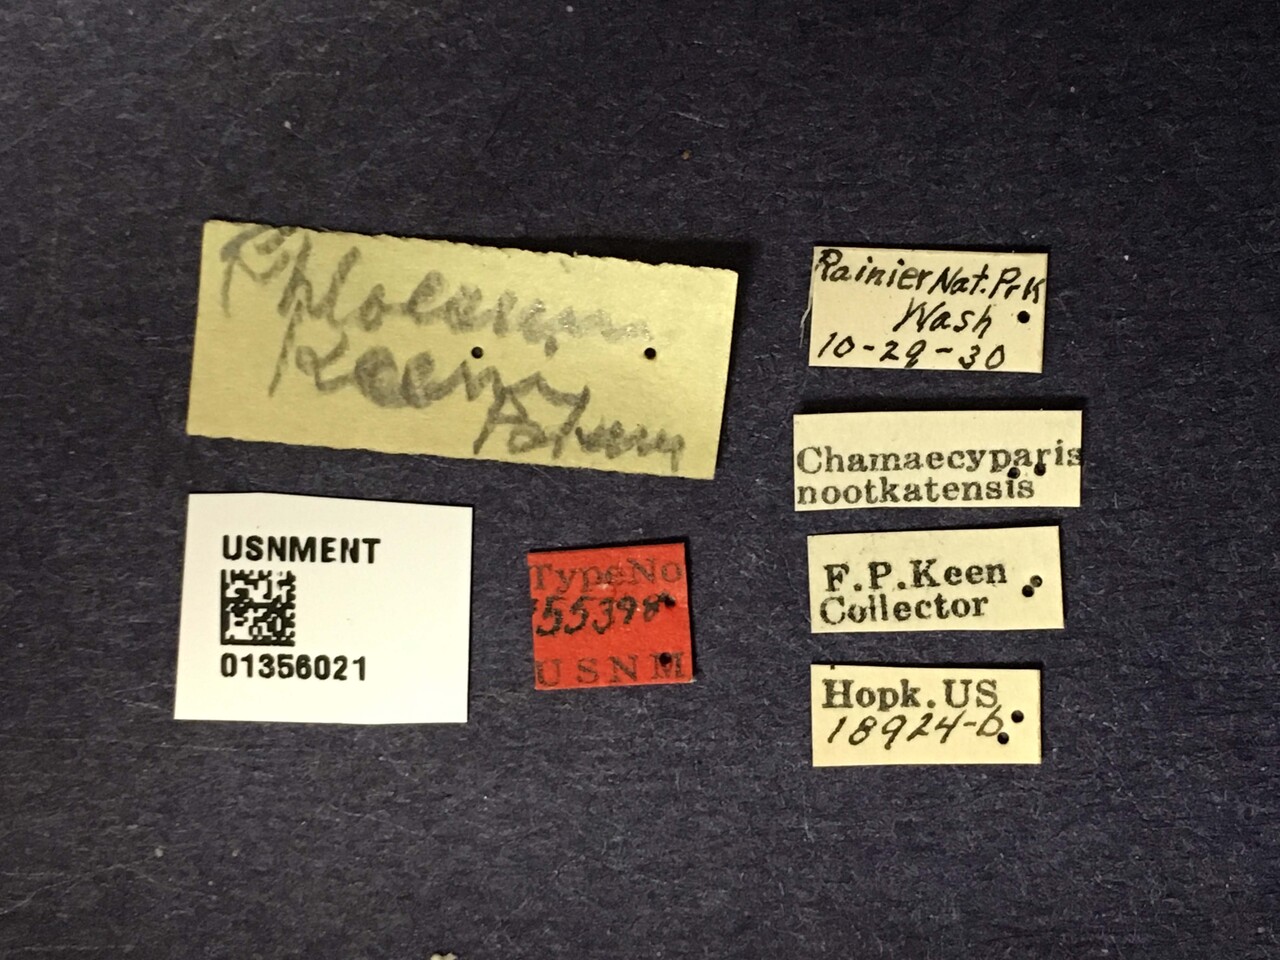 Phloeosinus
keeni
Blkm
Rainier Nat. Prk
Wash
10-29-30
Chamaecyparis
nootkatensis
F.P.Keen
Collector
Hopk. US
18924-b
USNMENT
01356021
TypeNo
55398
USNM